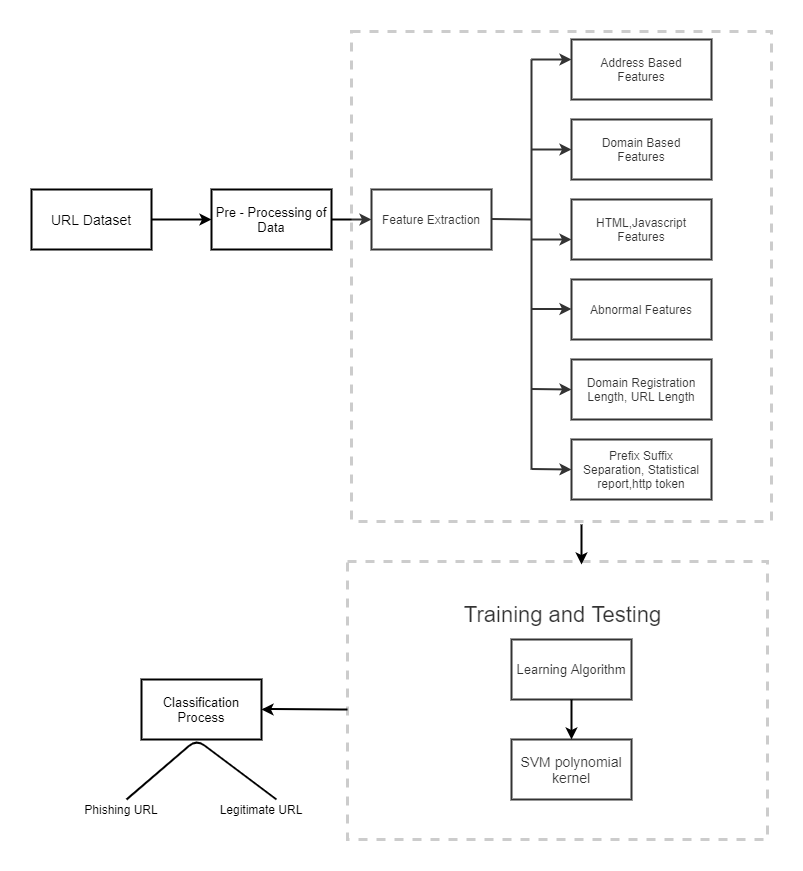 URL Dataset
Pre - Processing of
Data
Feature Extraction
Address Based
Features
Domain Based
Features
HTML,Javascript
Features
Abnormal Features
Domain Registration
Length, URL Length
Prefix Suffix
Separation, Statistical
report,http token
Training and Testing
Learning Algorithm
SVM polynomial
kernel
Classification
Process
Phishing URL
Legitimate URL